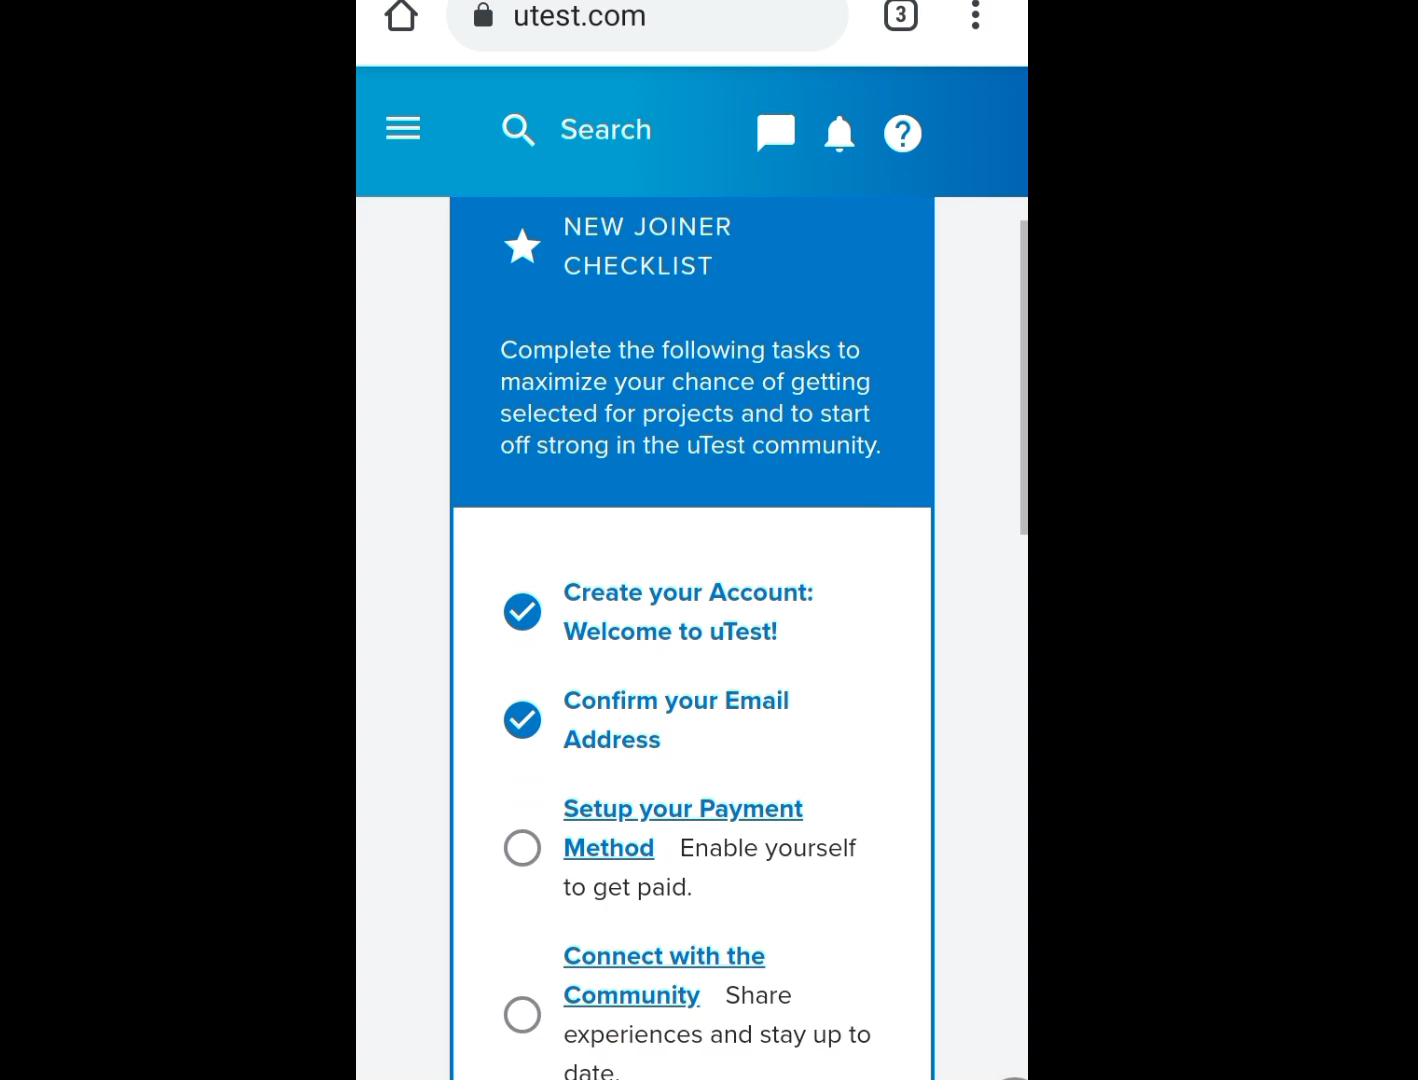 utest.com
3
Search
?
NEW JOINER
CHECKLIST
Complete the following tasks to
maximize your chance of getting
selected for projects and to start
off strong in the uTest community.
Create your Account:
Welcome to uTest!
Confirm your Email
Address
Setup your Payment
Method Enable yourself
to get paid.
Connect with the
Community Share
experiences and stay up to
date.